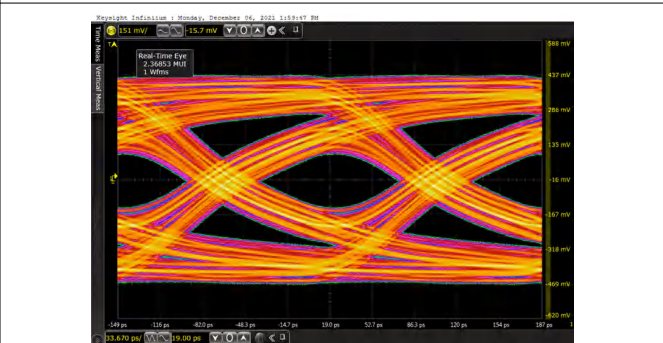 Keysight Infiniium : Monday, December 06, 2021 1:59:47 PM
151 mV/ -15.7 mV 0
Time Meas
Vertical Meas
Real-Time Eye
2.36853 MUI
1 Wfms
588 mV
437 mV
286 mV
135 mV
-16 mV
-167 mV
-318 mV
-469 mV
-620 mV
-149 ps -116 ps -82.0 ps -48.3 ps -14.7 ps 19.0 ps 52.7 ps 86.3 ps 120 ps 154 ps 187 ps
33.670 ps/ 19.00 ps 0